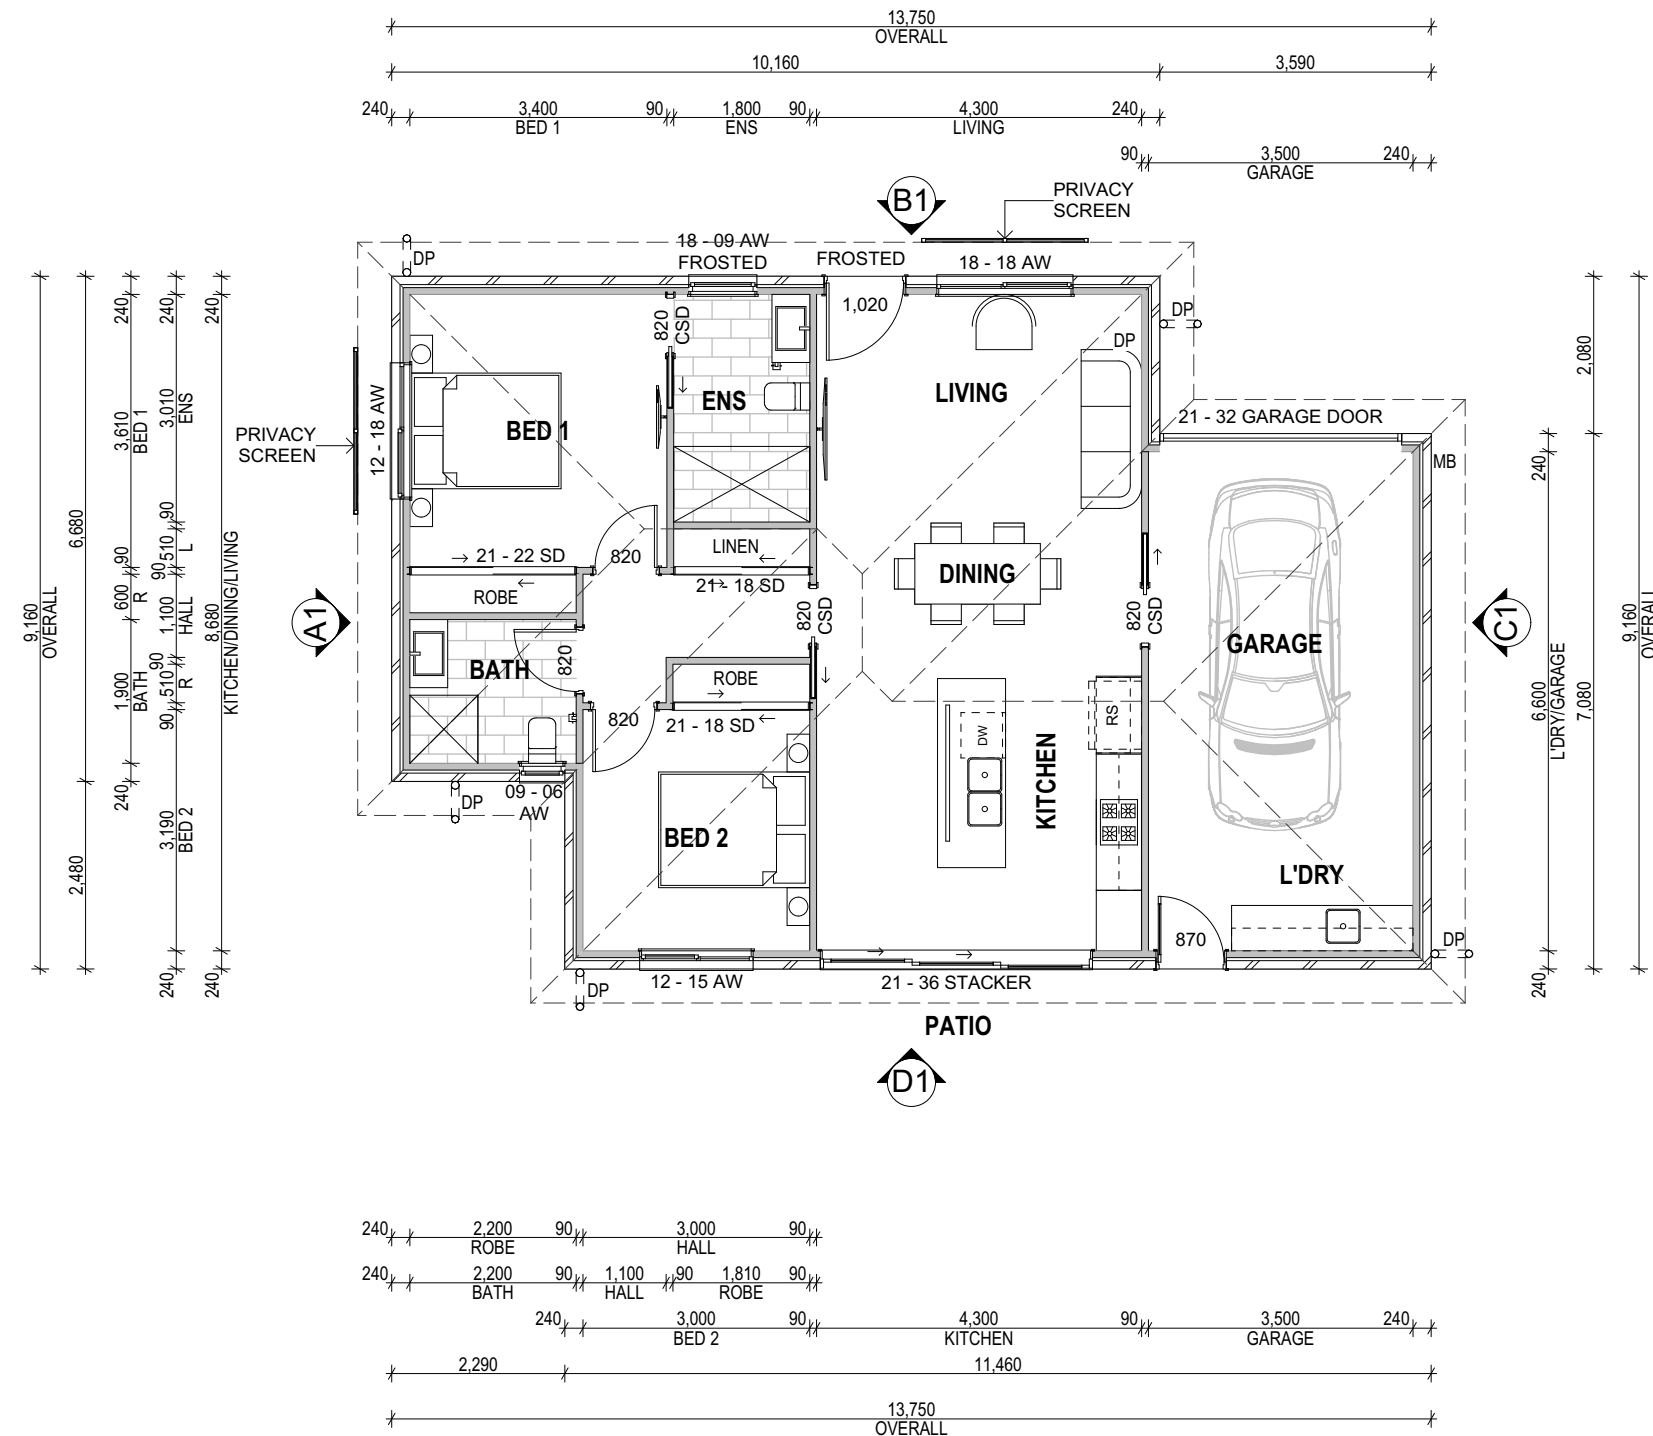 13,750
OVERALL
10,160
3,590
240
3,400
90
1,800
90
4,300
240
BED 1
ENS
LIVING
90
3,500
240
GARAGE
B1
PRIVACY
SCREEN
18 - 09 AW
FROSTED
FROSTED
18 - 18 AW
DP
1,020
820
CSD
DP
DP
LIVING
ENS
BED 1
12 - 18 AW
PRIVACY
SCREEN
21 - 32 GARAGE DOOR
MB
21 - 22 SD
820
LINEN
21 - 18 SD
ROBE
DINING
820
CSD
820
CSD
A1
C1
GARAGE
BATH
820
ROBE
820
21 - 18 SD
RS
DW
KITCHEN
DP
09 - 06
AW
BED 2
L'DRY
870
DP
DP
12 - 15 AW
21 - 36 STACKER
PATIO
D1
9,160
OVERALL
6,680
2,480
240
3,610
BED 1
90
600
R
1,900
BATH
240
240
3,010
ENS
90
510
L
90
1,100
HALL
90
510
R
90
3,190
BED 2
240
240
8,680
KITCHEN/DINING/LIVING
240
240
6,600
L'DRY/GARAGE
240
2,080
7,080
9,160
OVERALL
240
2,200
90
3,000
90
ROBE
HALL
240
2,200
90
1,100
90
1,810
90
BATH
HALL
ROBE
240
3,000
90
4,300
90
3,500
240
BED 2
KITCHEN
GARAGE
2,290
11,460
13,750
OVERALL